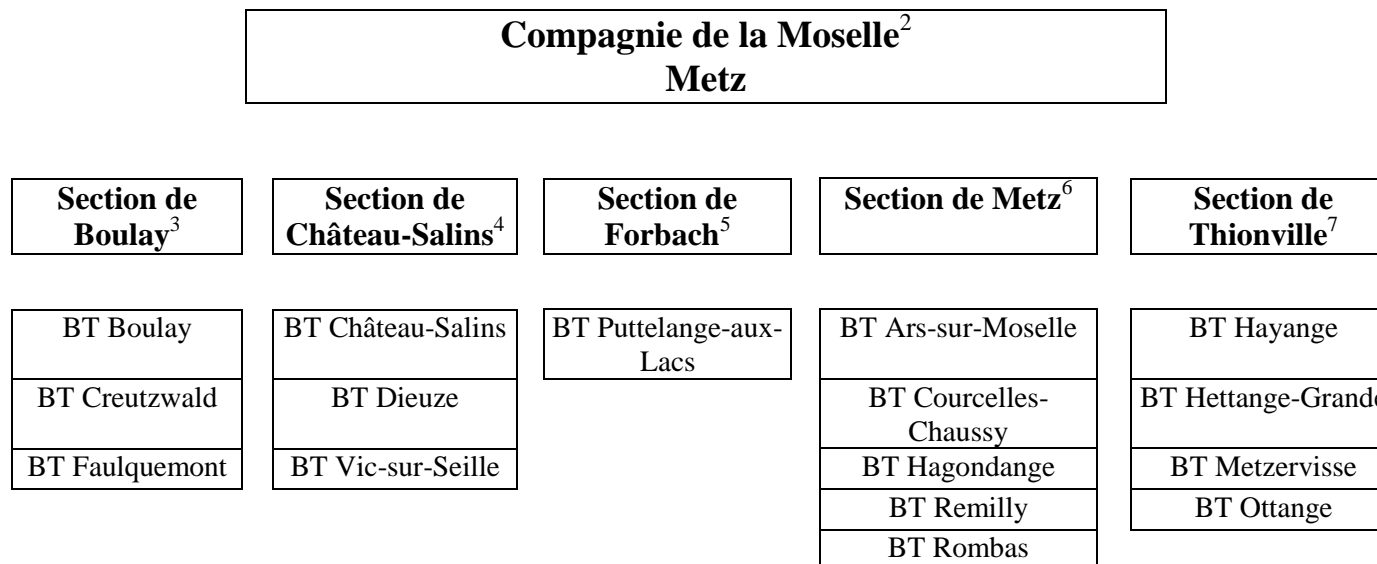 Compagnie de la Moselle²
Metz
Section de
Boulay³
Section de
Château-Salins⁴
Section de
Forbach⁵
Section de Metz⁶
Section de
Thionville⁷
BT Boulay
BT Creutzwald
BT Faulquemont
BT Château-Salins
BT Dieuze
BT Vic-sur-Seille
BT Puttelange-aux-
Lacs
BT Ars-sur-Moselle
BT Courcelles-
Chaussy
BT Hagondange
BT Remilly
BT Rombas
BT Hayange
BT Hettange-Grande
BT Metzervisse
BT Ottange